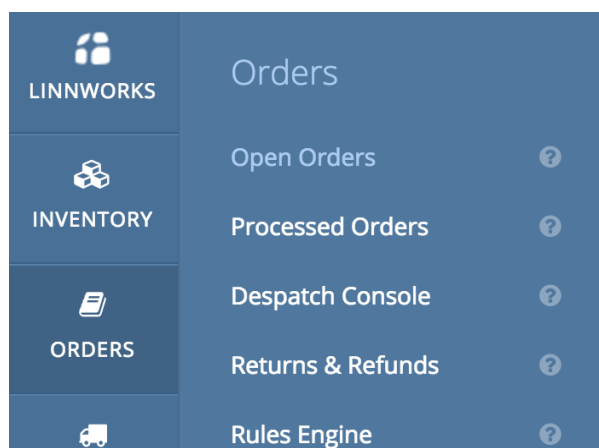 LINNWORKS
INVENTORY
ORDERS
Orders
Open Orders
Processed Orders
Despatch Console
Returns & Refunds
Rules Engine